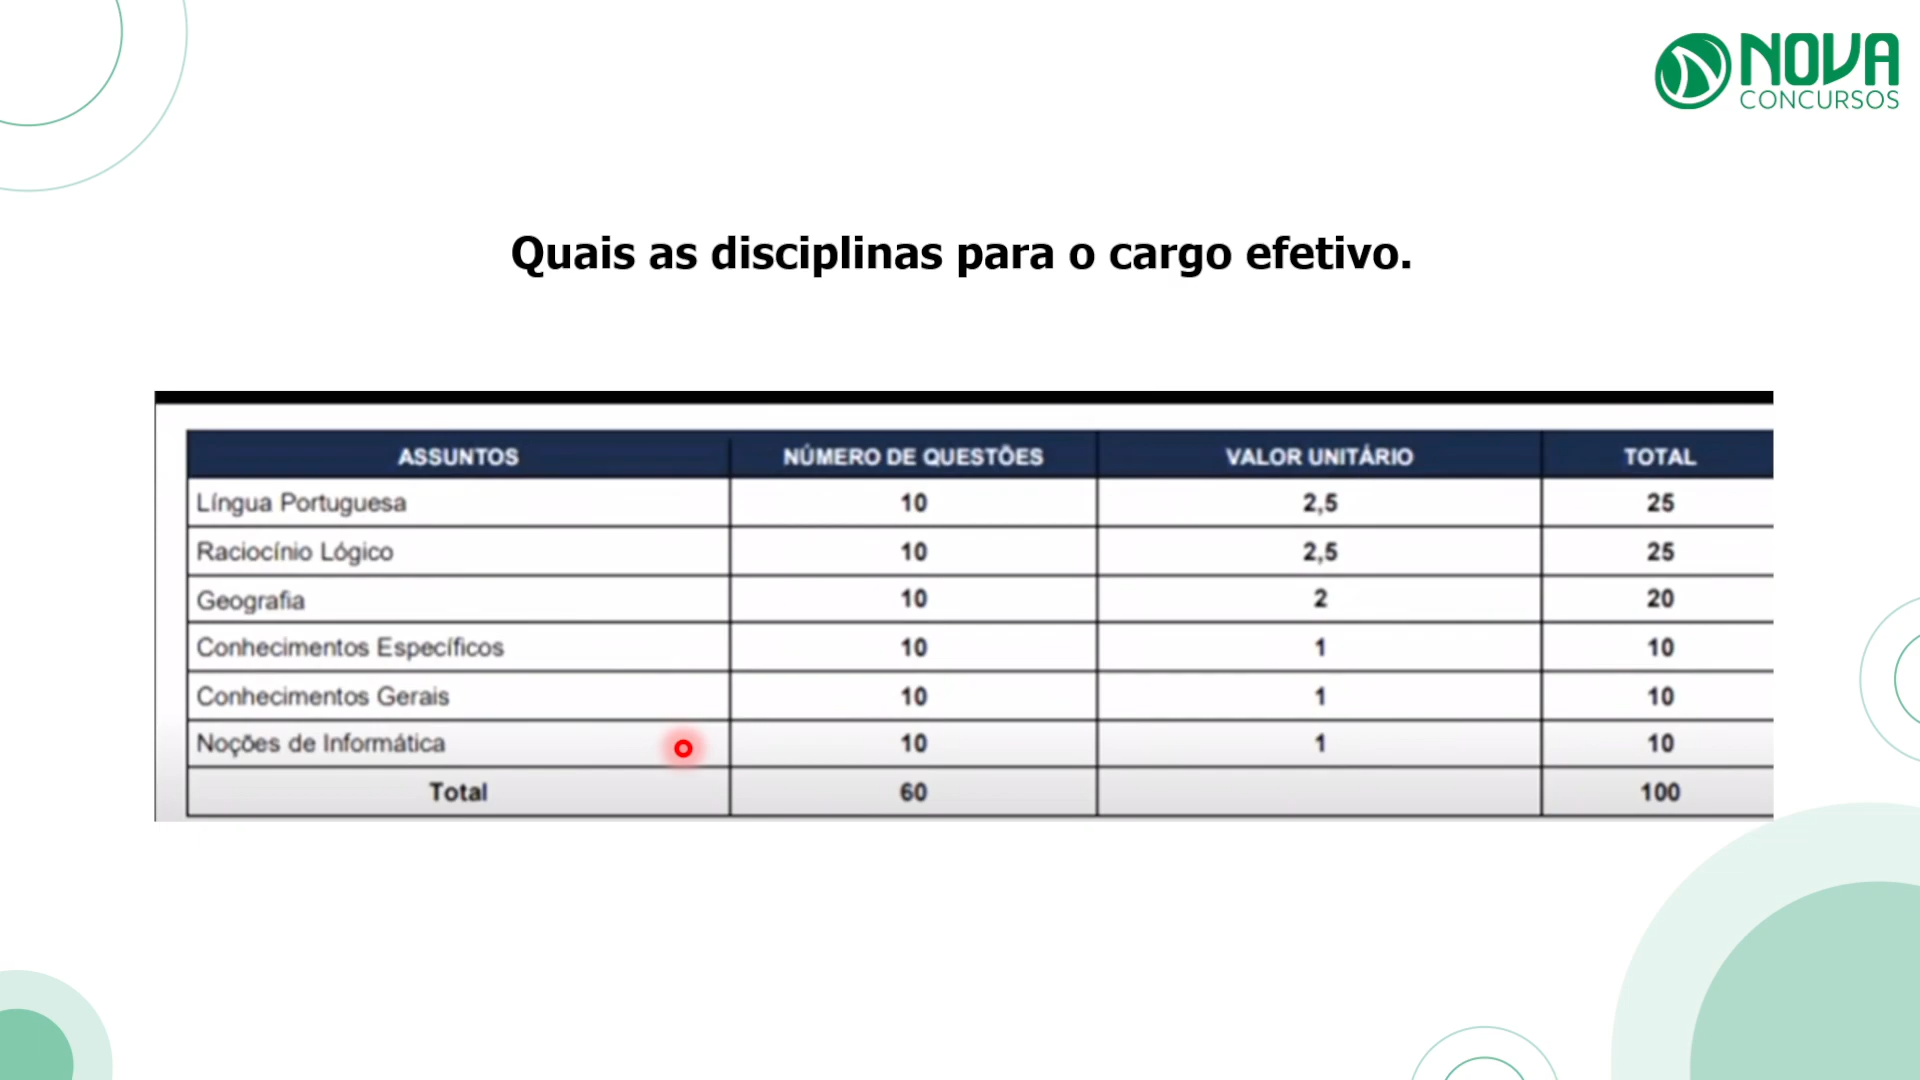 NOVA
CONCURSOS
Quais as disciplinas para o cargo efetivo.
ASSUNTOS NÚMERO DE QUESTÕES VALOR UNITÁRIO TOTAL
Língua Portuguesa 10 2,5 25
Raciocínio Lógico 10 2,5 25
Geografia 10 2 20
Conhecimentos Específicos 10 1 10
Conhecimentos Gerais 10 1 10
Noções de Informática 10 1 10
Total 60 100